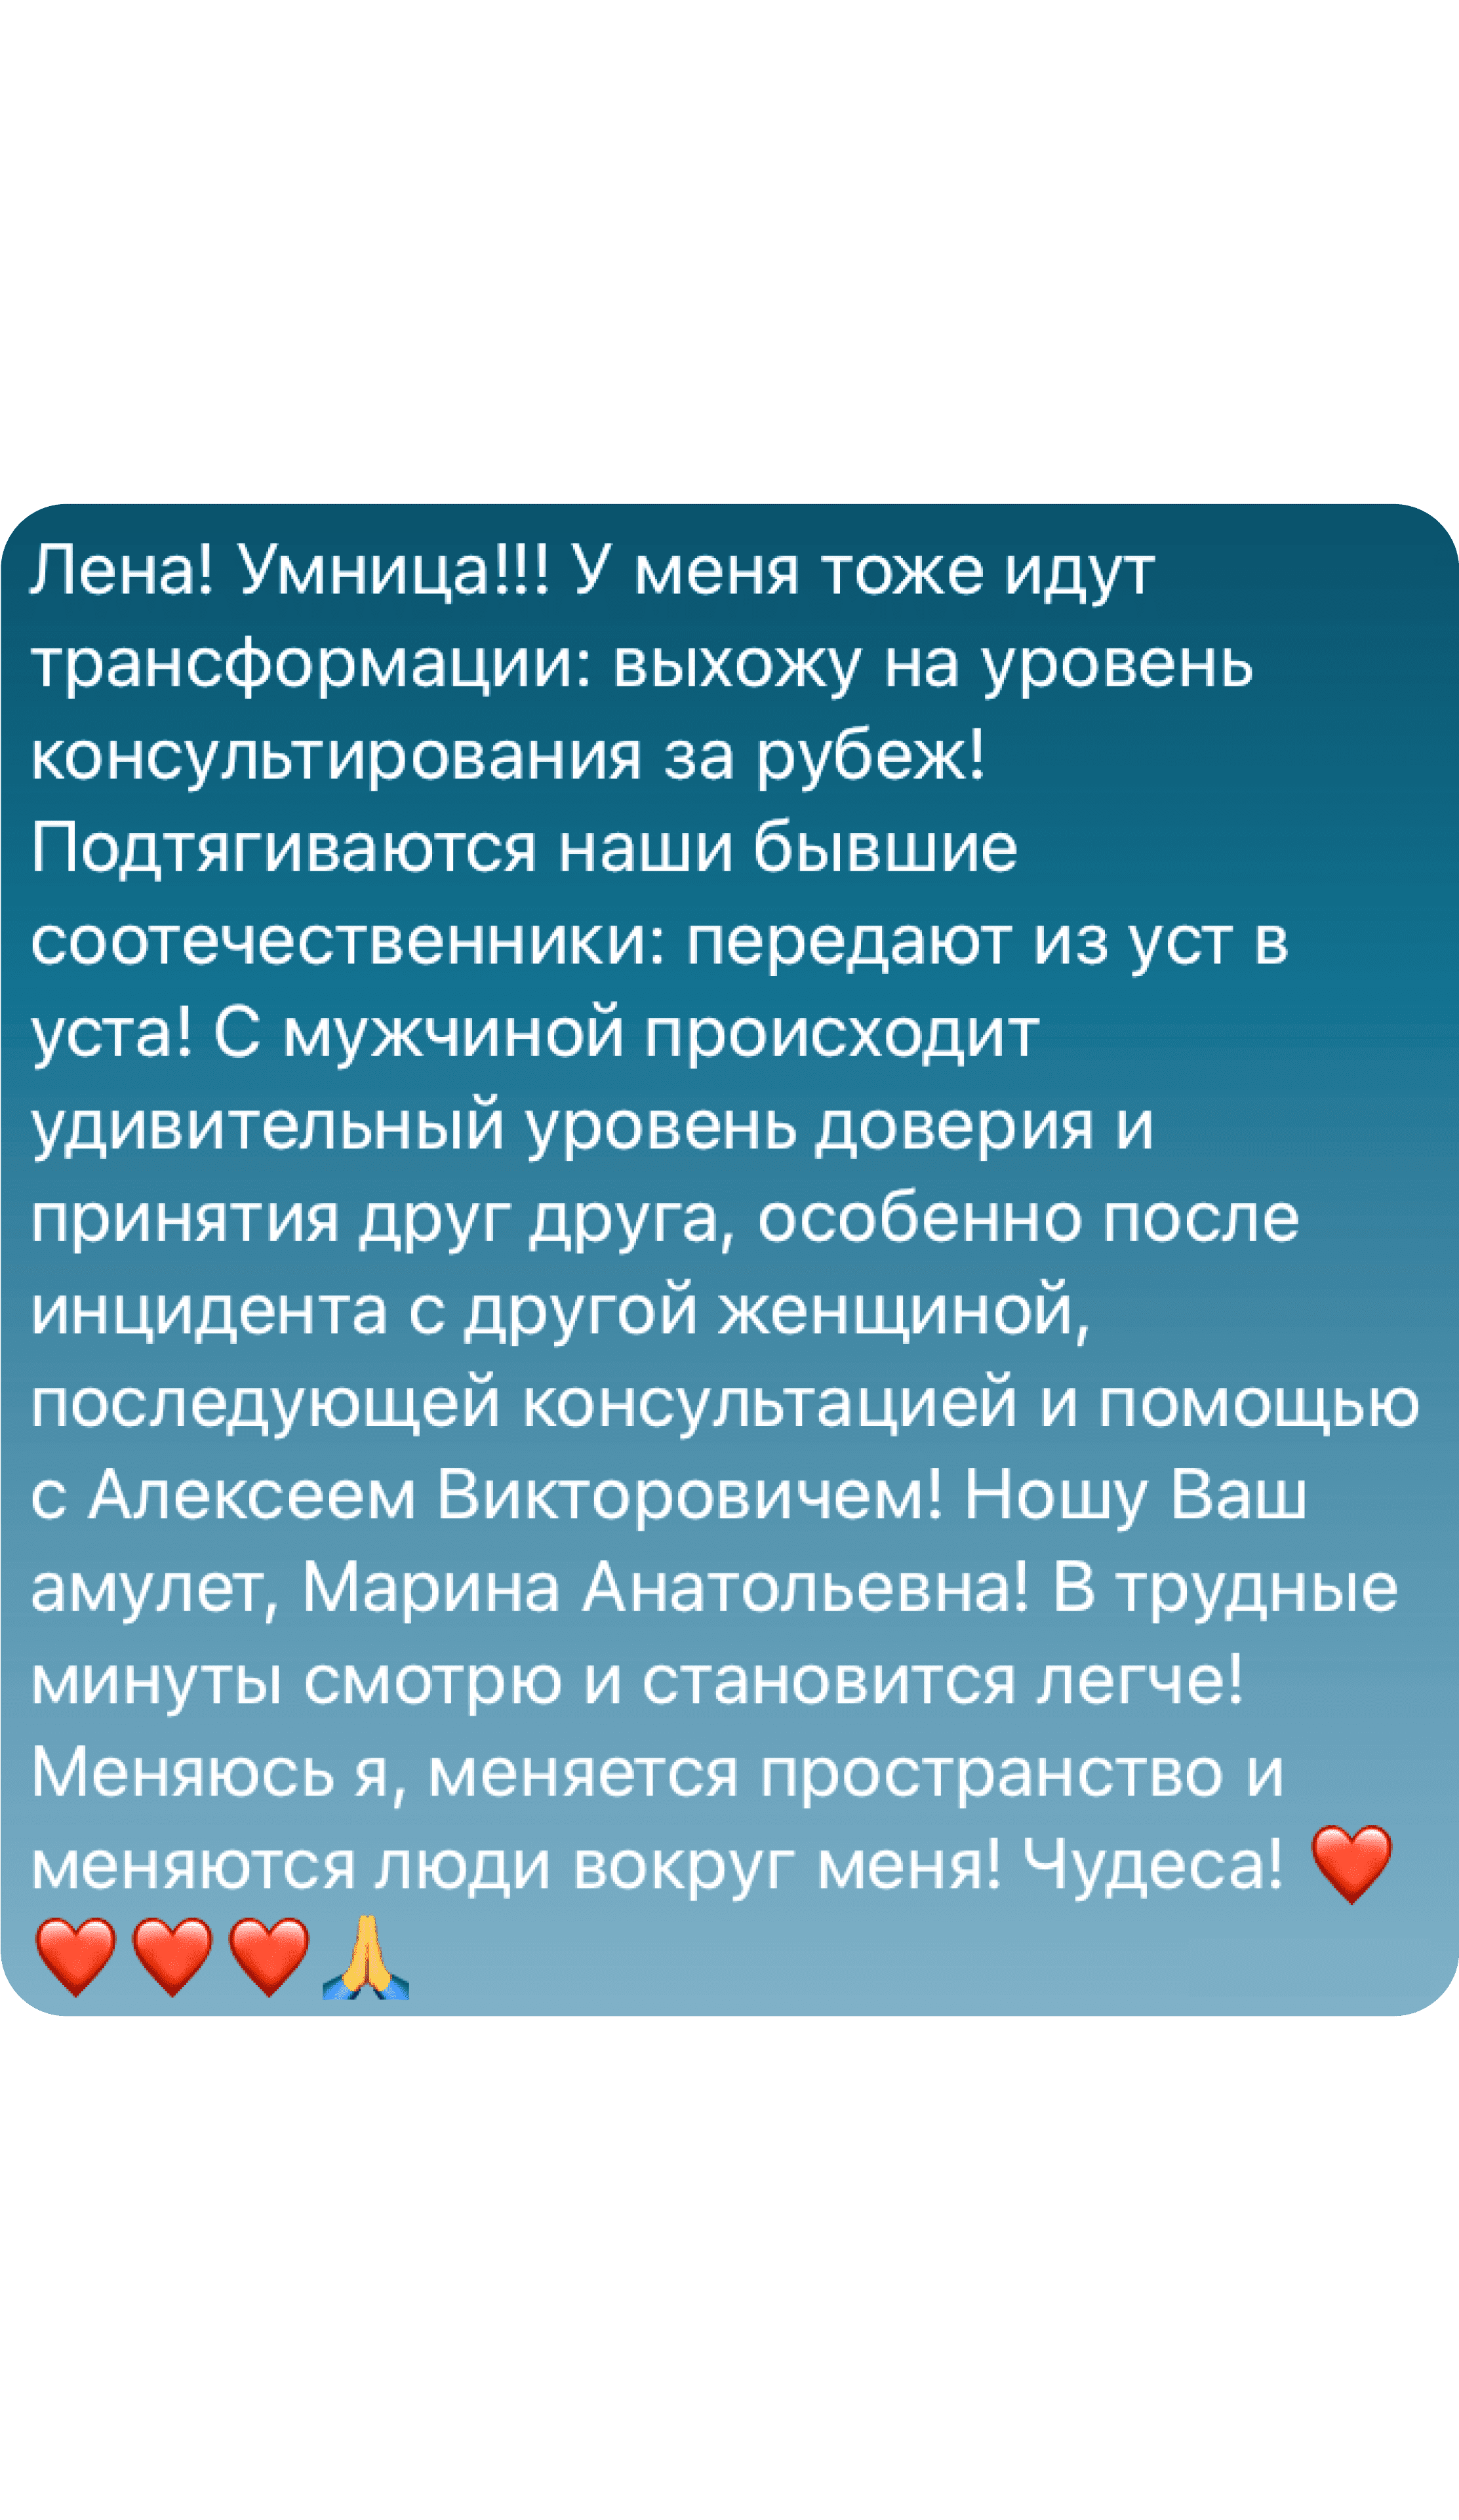 Лена! Умница!!! У меня тоже идут
трансформации: выхожу на уровень
консультирования за рубеж!
Подтягиваются наши бывшие
соотечественники: передают из уст в
уста! С мужчиной происходит
удивительный уровень доверия и
принятия друг друга, особенно после
инцидента с другой женщиной,
последующей консультацией и помощью
с Алексеем Викторовичем! Ношу Ваш
амулет, Марина Анатольевна! В трудные
минуты смотрю и становится легче!
Меняюсь я, меняется пространство и
меняются люди вокруг меня! Чудеса! ❤️
❤️❤️❤️🙏